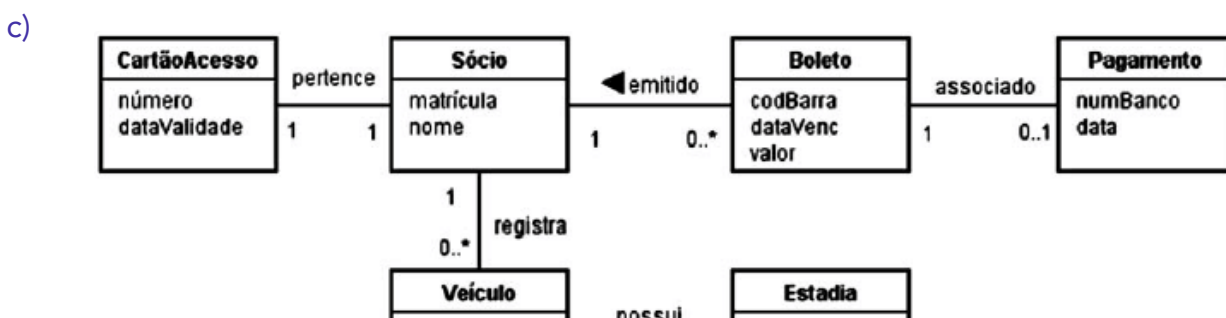 c)
CartãoAcesso
número
dataValidade
pertence
1
1
Sócio
matrícula
nome
◀emitido
1
0..*
Boleto
codBarra
dataVenc
valor
associado
1
0..1
Pagamento
numBanco
data
1
registra
0..*
Veículo
possui
Estadia